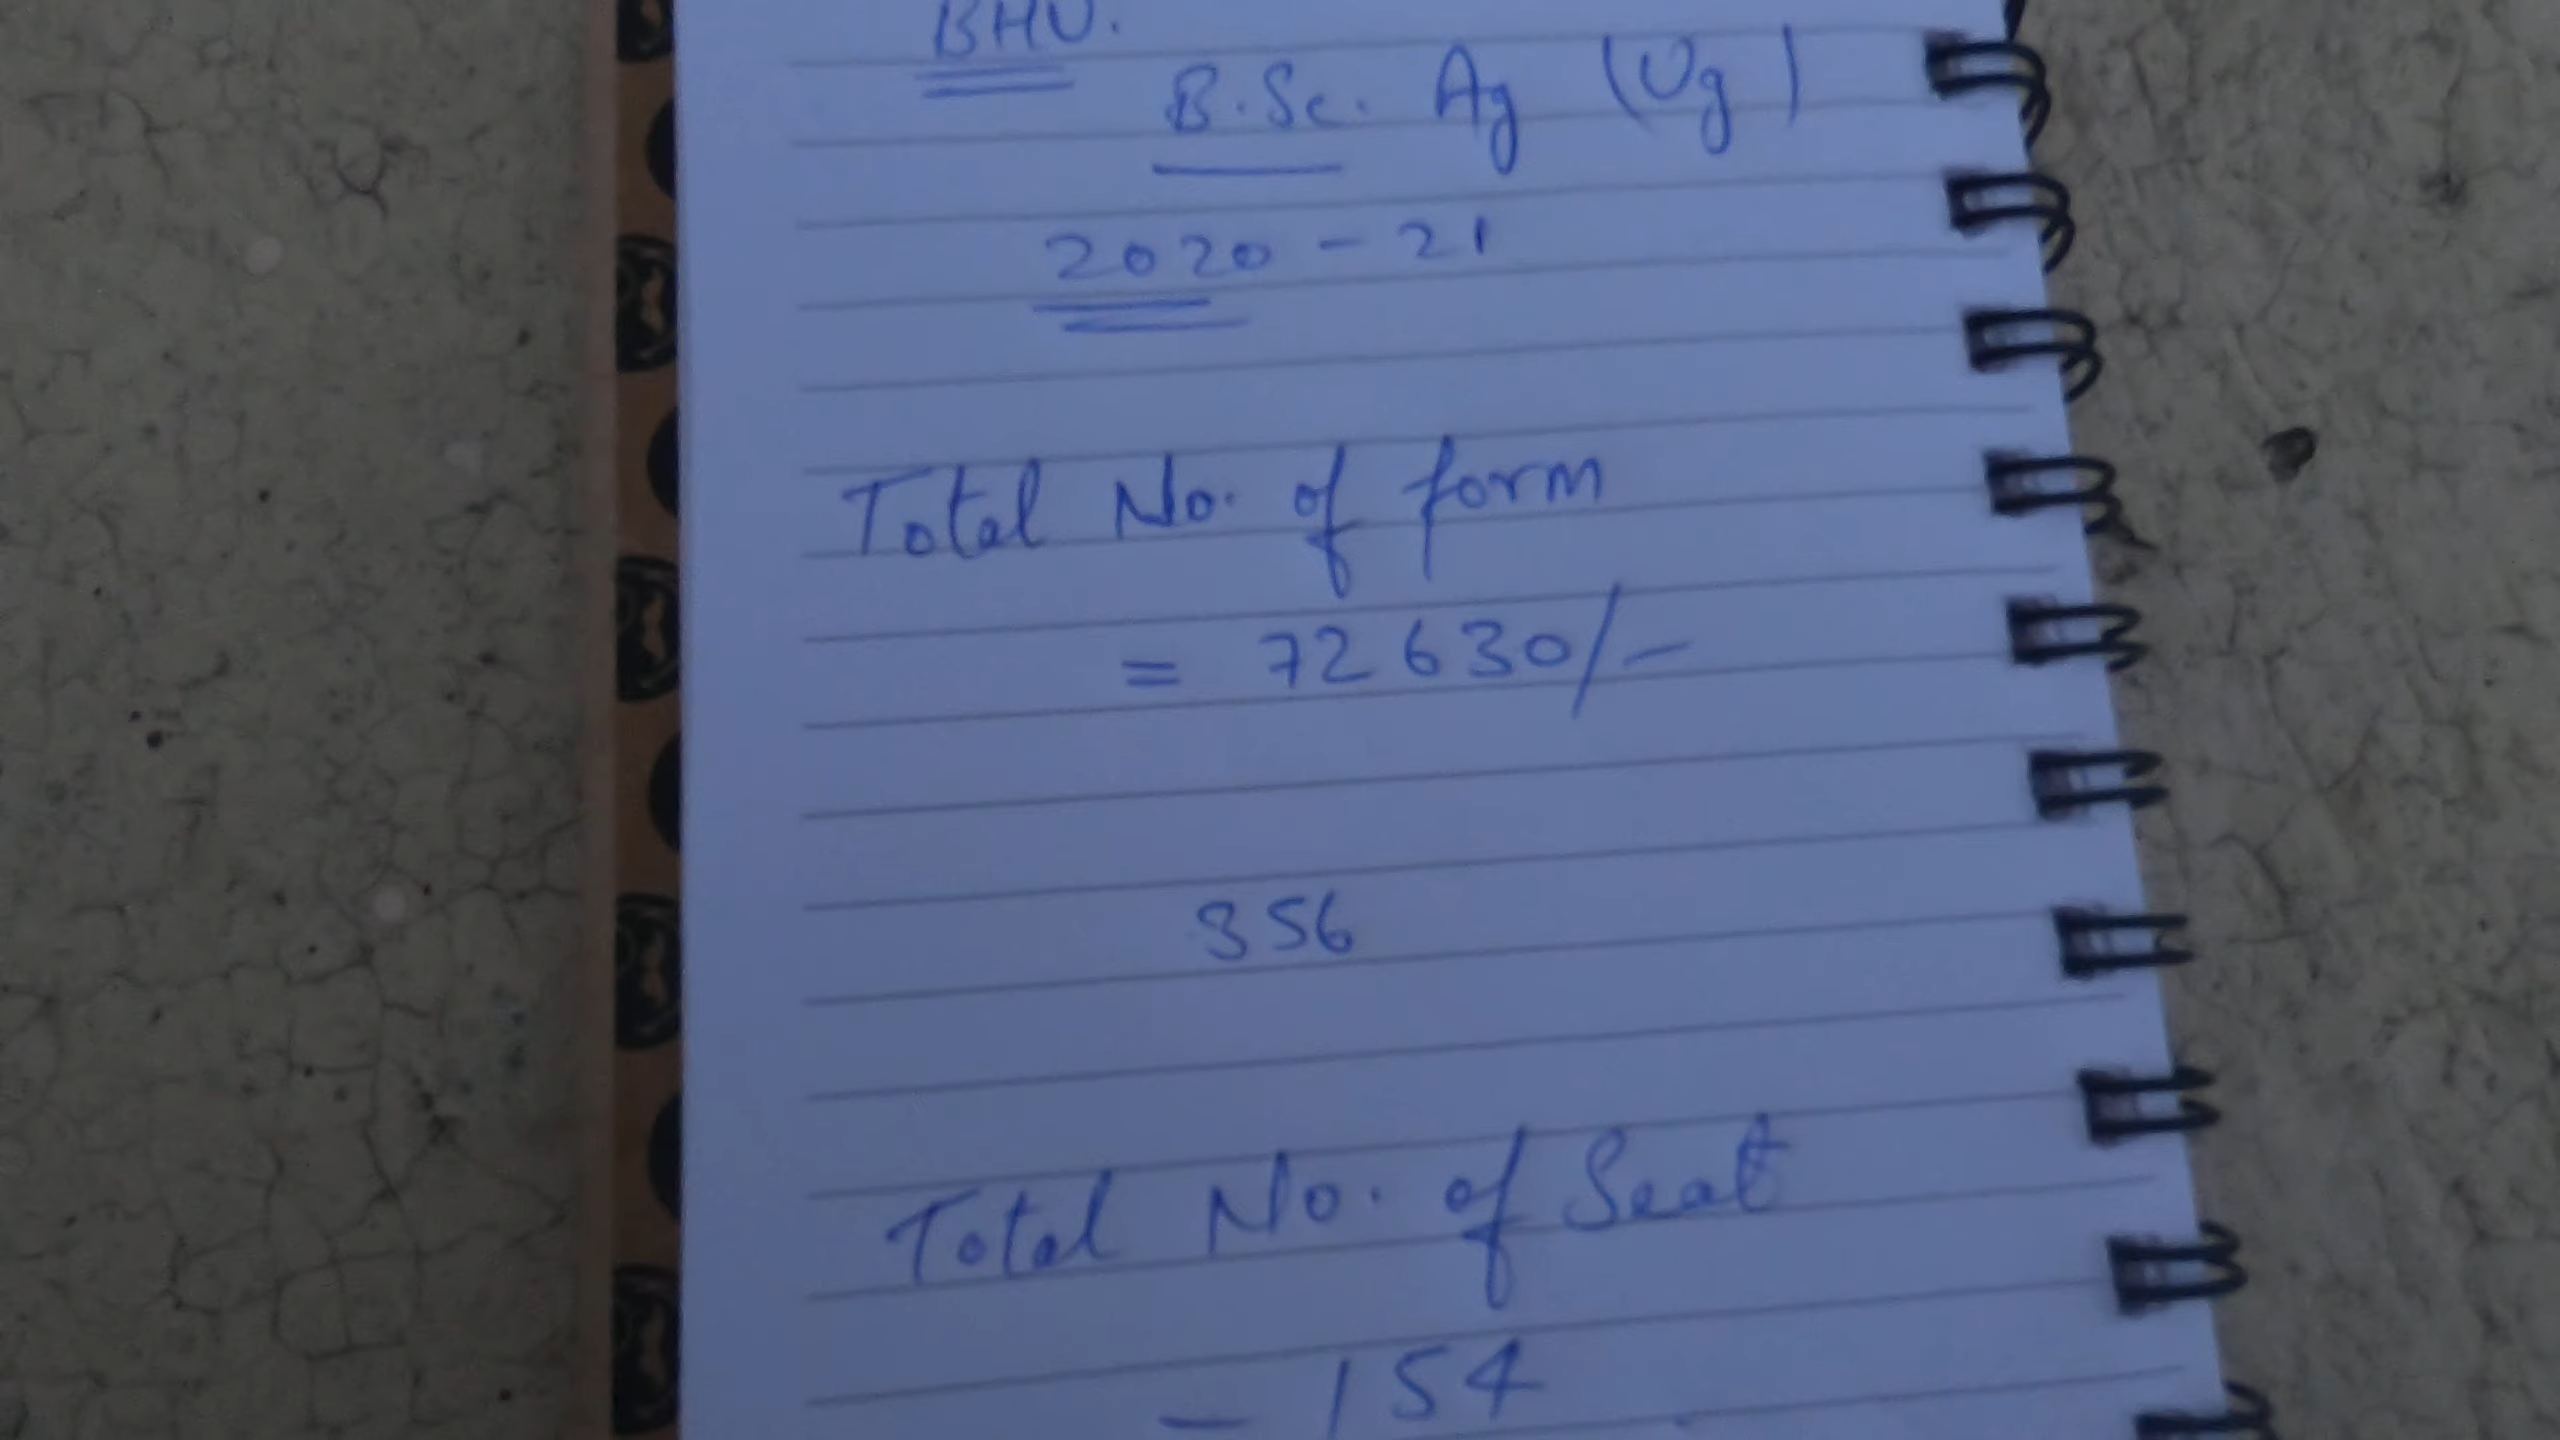 BHU.
B.Sc. Ag (Ug)
2020 - 21
Total No. of form
= 72630/-
356
Total No. of Seat
- 154